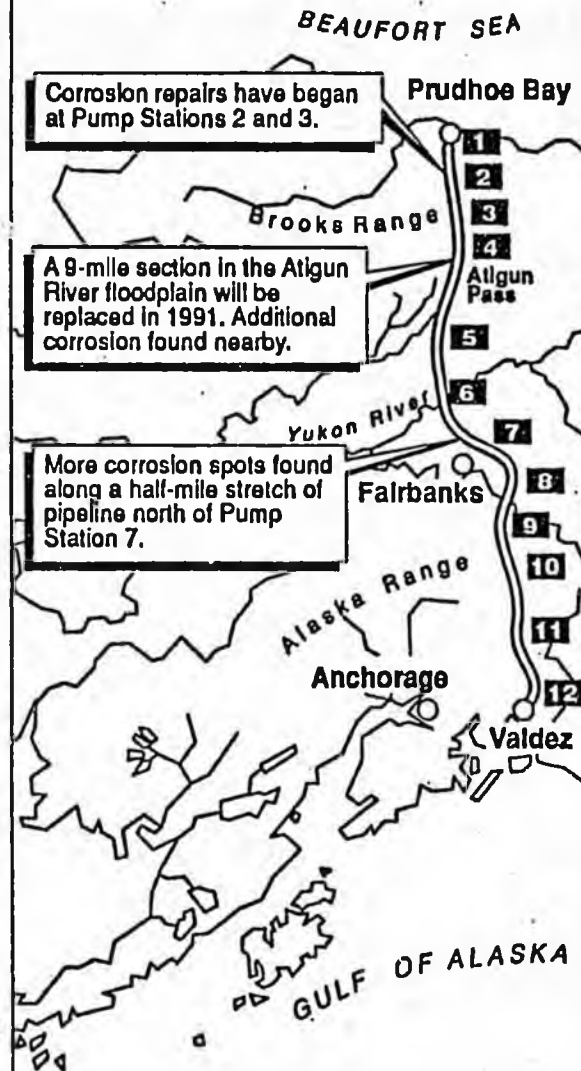 BEAUFORT SEA
Corrosion repairs have began
at Pump Stations 2 and 3.
Prudhoe Bay
1
2
Brooks Range
3
4
Atigun
Pass
A 9-mile section in the Atigun
River floodplain will be
replaced in 1991. Additional
corrosion found nearby.
5
6
Yukon River
7
More corrosion spots found
along a half-mile stretch of
pipeline north of Pump
Station 7.
Fairbanks
8
9
10
Alaska Range
11
Anchorage
12
Valdez
GULF OF ALASKA